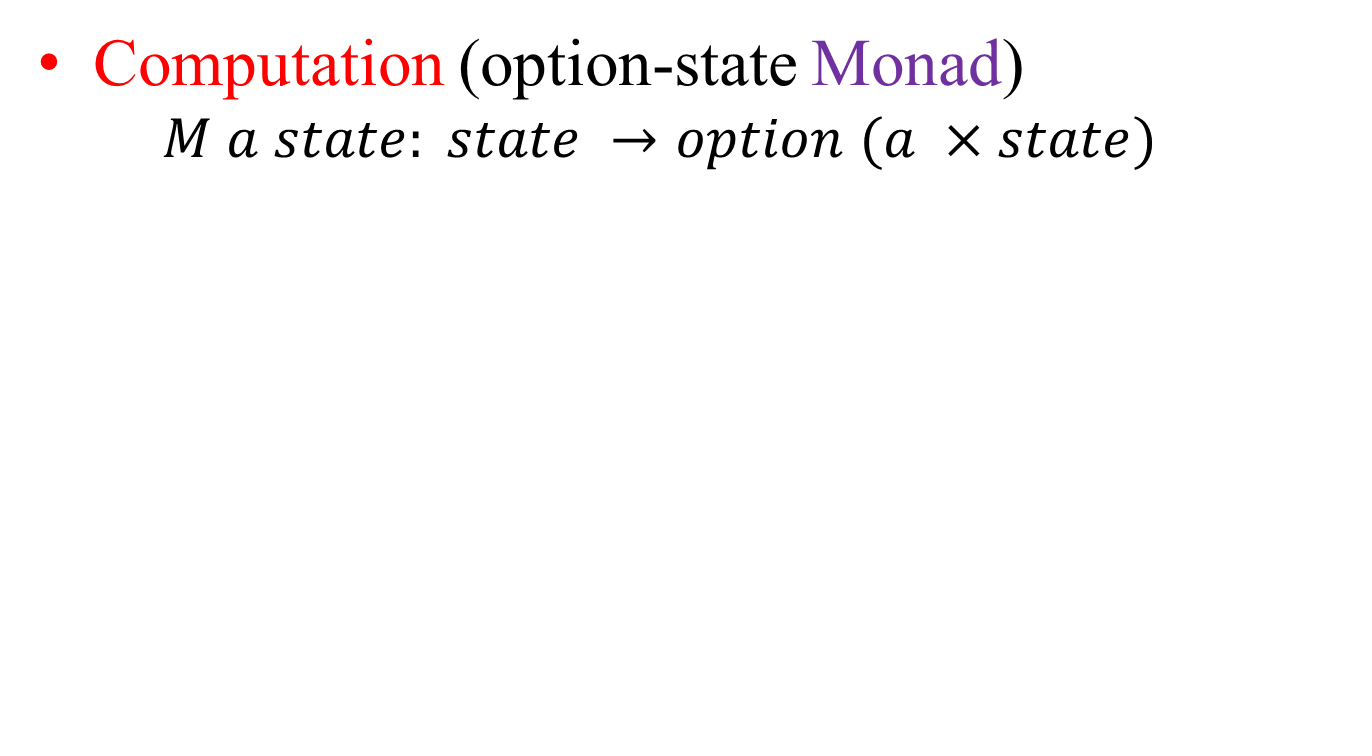 • Computation (option-state Monad)
M a state: state → option (a × state)